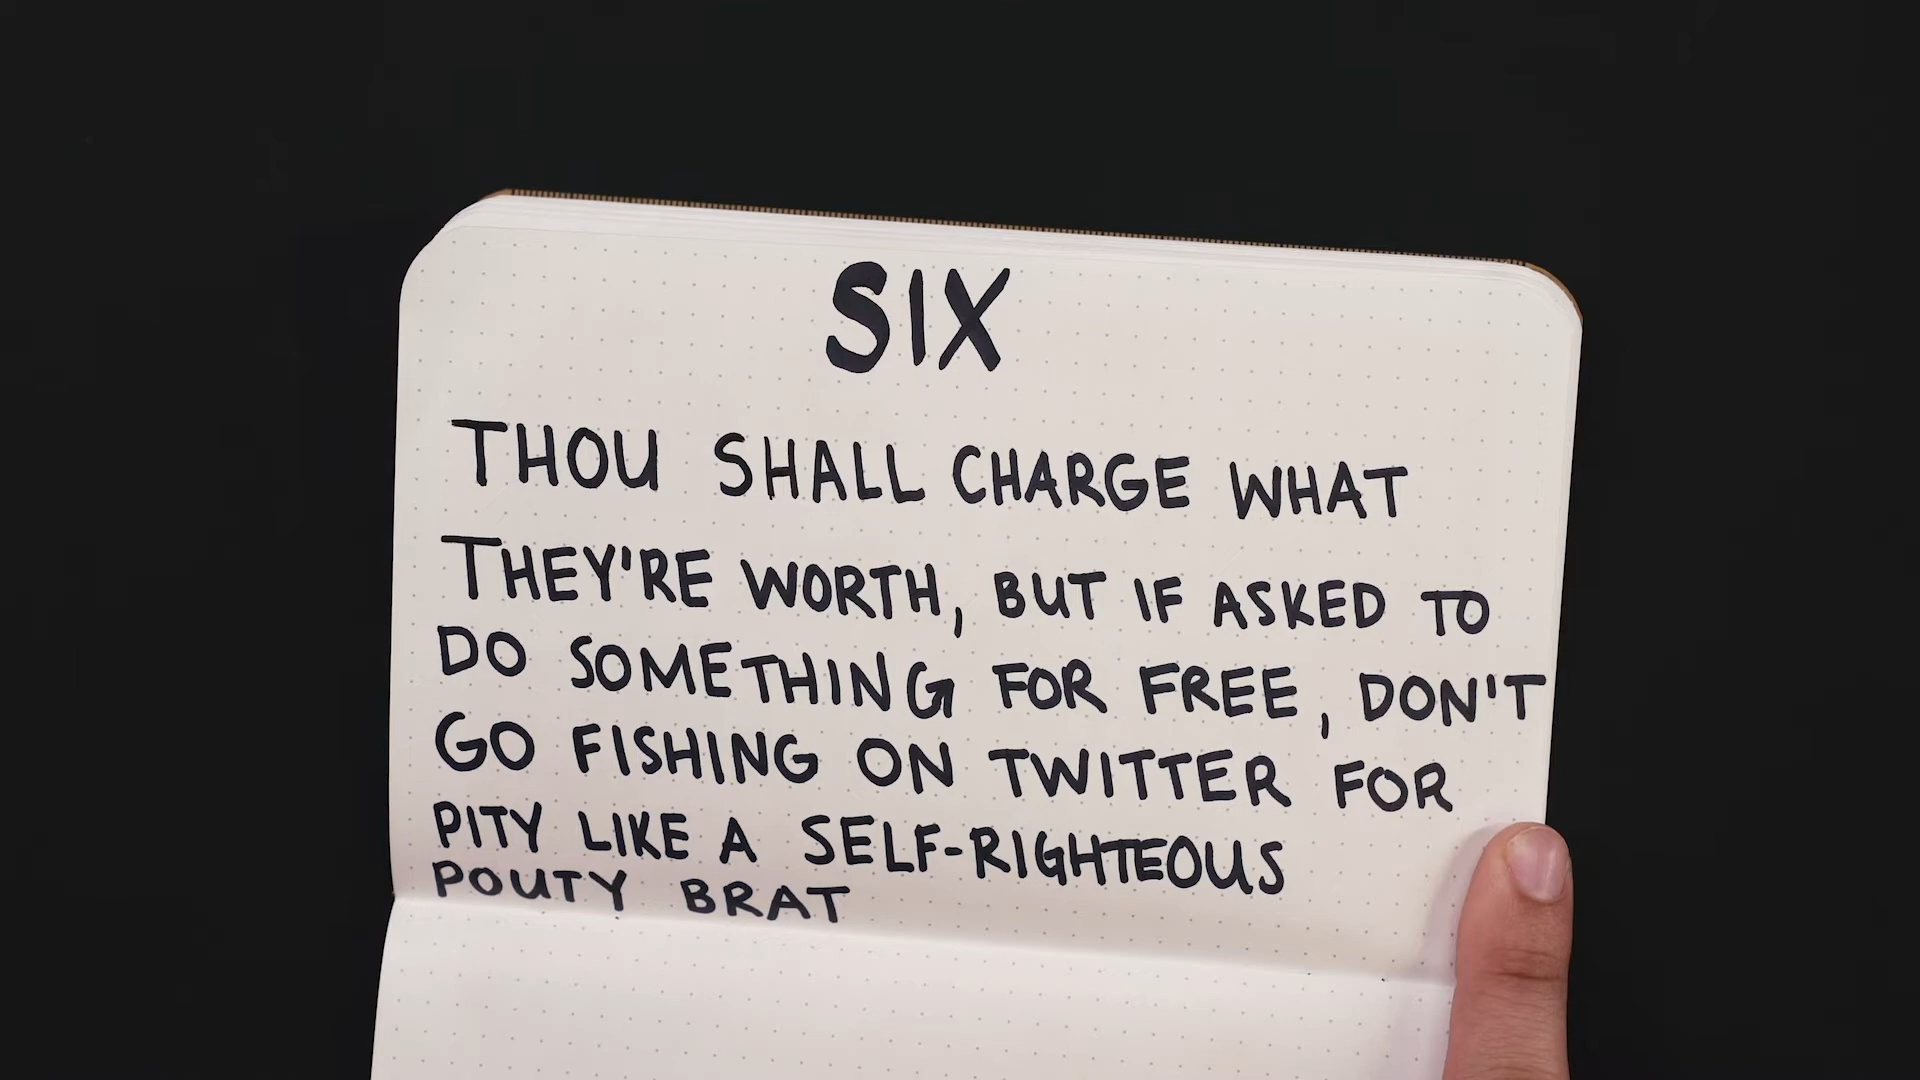 SIX
THOU SHALL CHARGE WHAT
THEY'RE WORTH, BUT IF ASKED TO
DO SOMETHING FOR FREE, DON'T
GO FISHING ON TWITTER FOR
PITY LIKE A SELF-RIGHTEOUS
POUTY BRAT